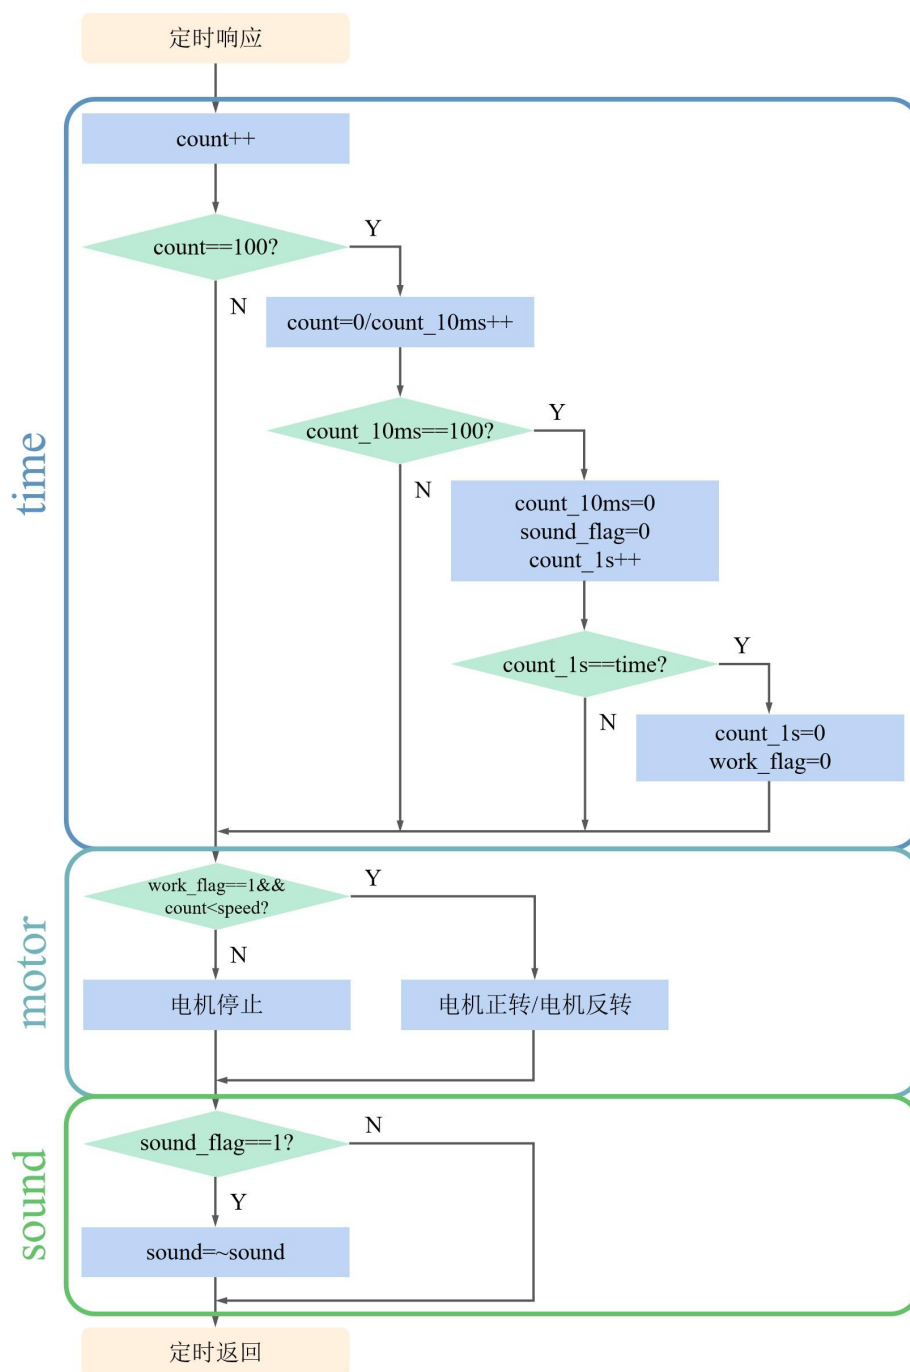 定时响应
time
count++
count==100?
Y
N
count=0/count_10ms++
count_10ms==100?
Y
N
count_10ms=0
sound_flag=0
count_1s++
count_1s==time?
Y
N
count_1s=0
work_flag=0
motor
work_flag==1&&
count<speed?
Y
N
电机停止
电机正转/电机反转
sound
sound_flag==1?
N
Y
sound=~sound
定时返回